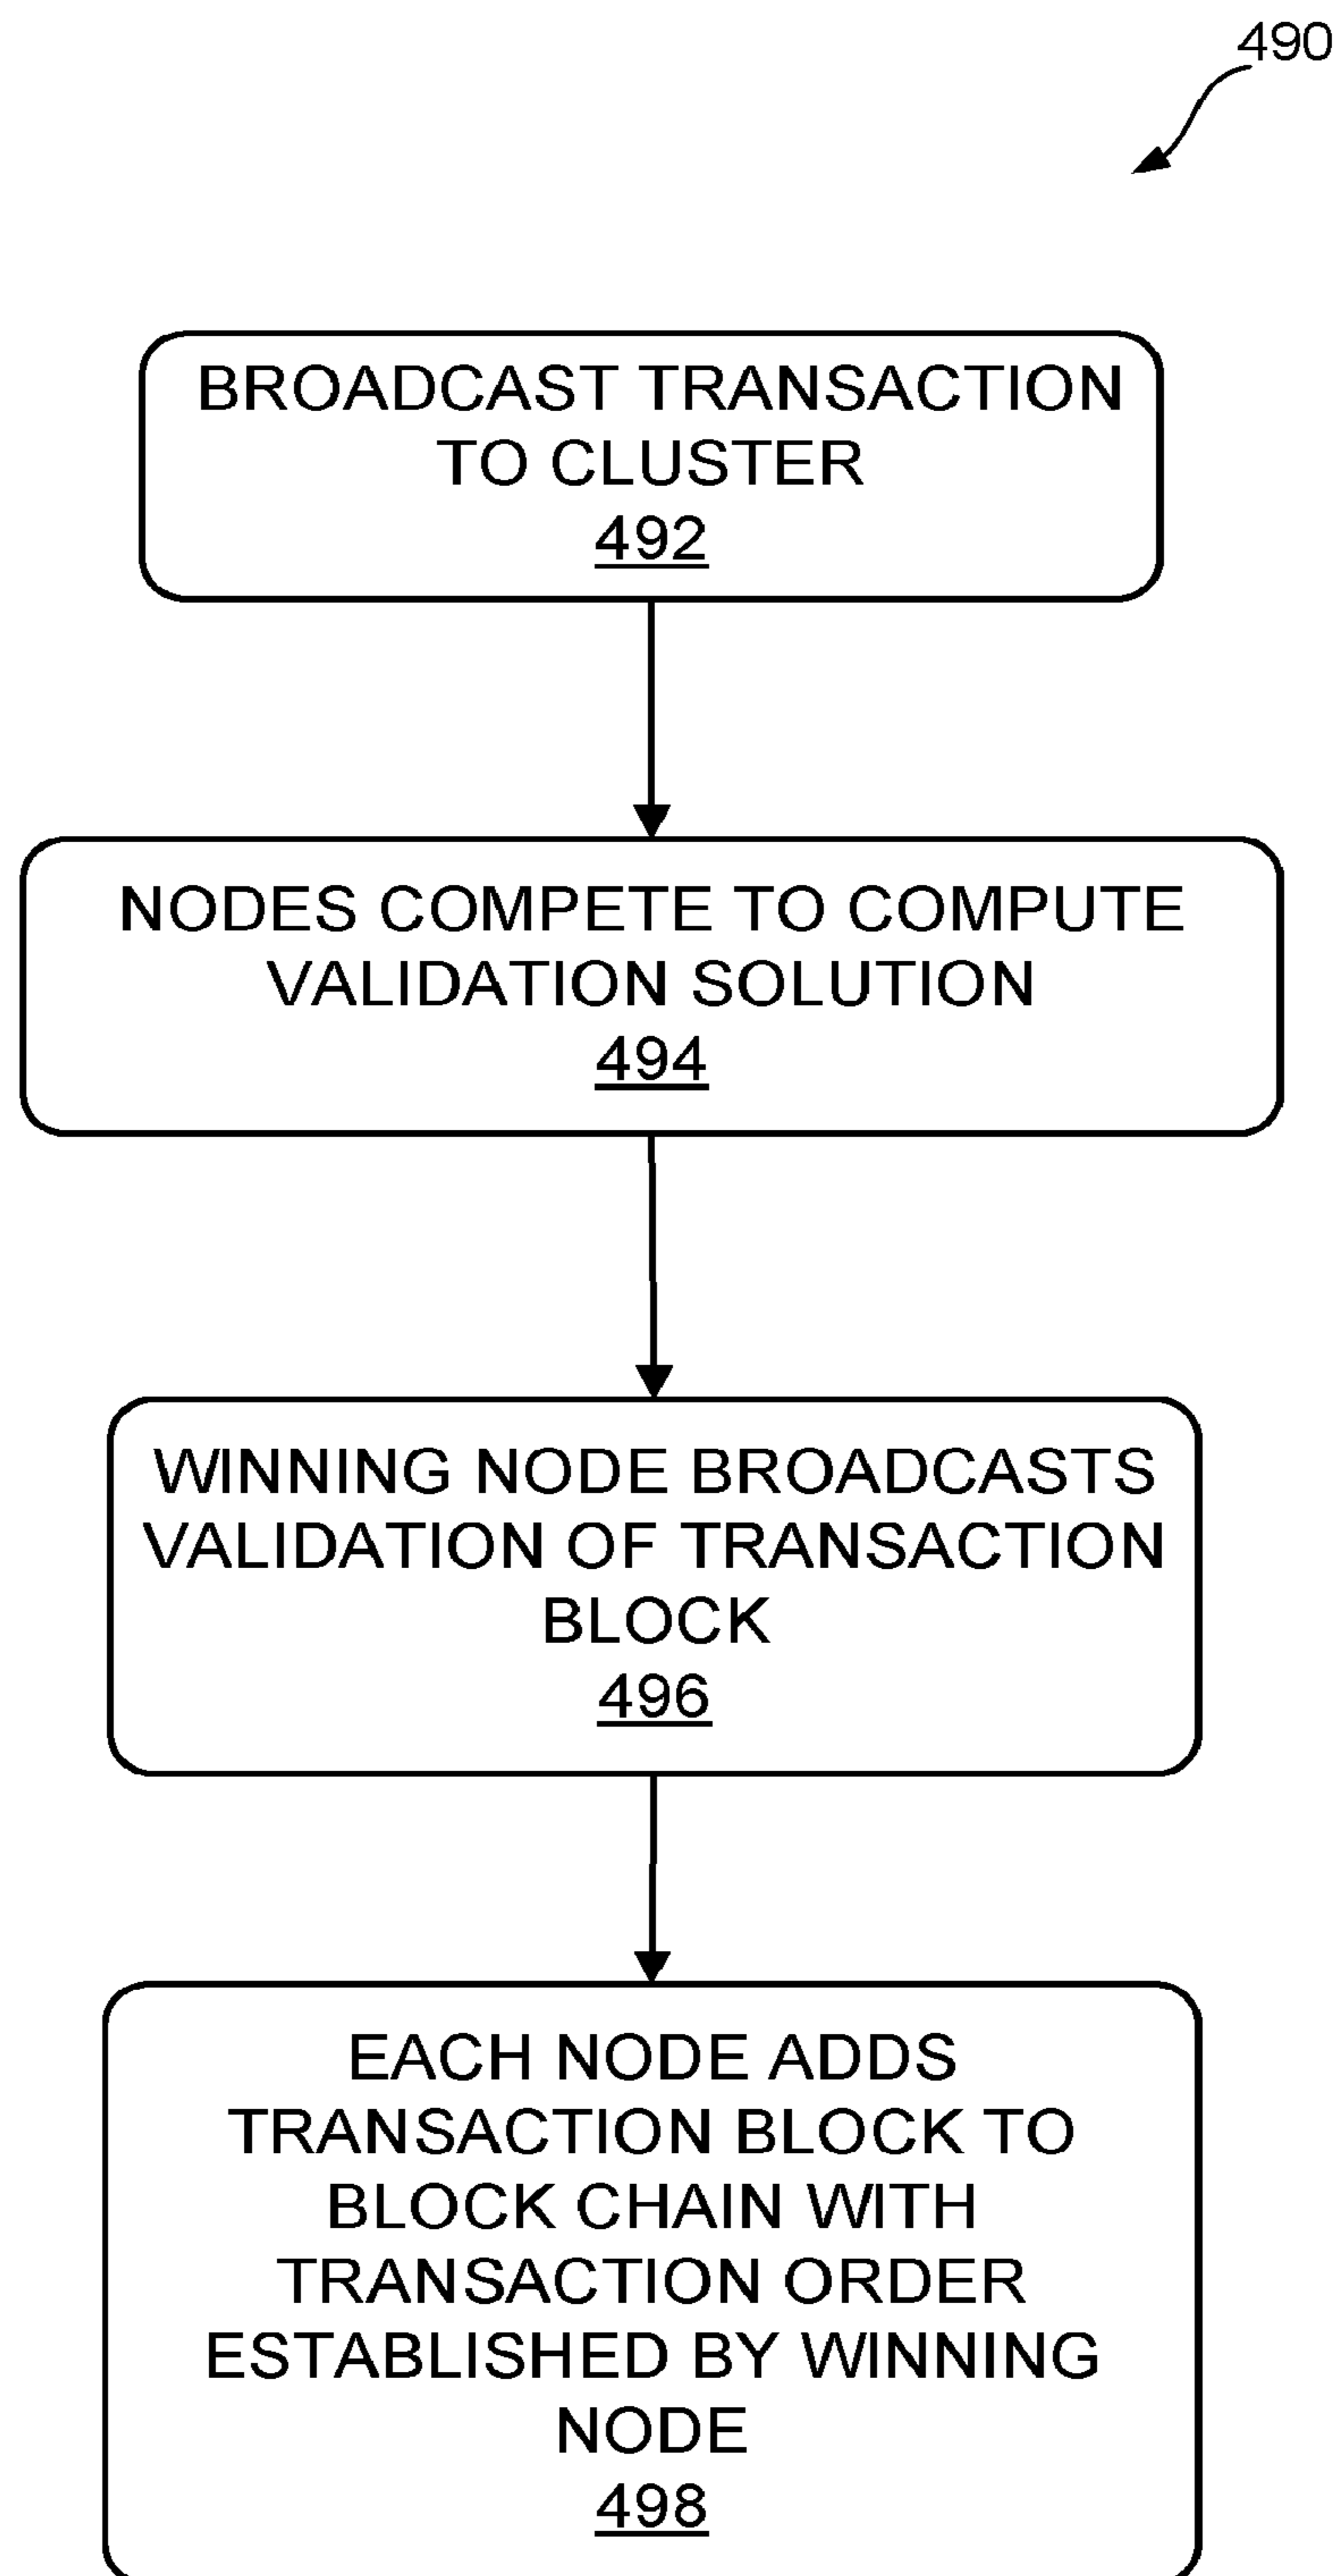 490
BROADCAST TRANSACTION
TO CLUSTER
492
NODES COMPETE TO COMPUTE
VALIDATION SOLUTION
494
WINNING NODE BROADCASTS
VALIDATION OF TRANSACTION
BLOCK
496
EACH NODE ADDS
TRANSACTION BLOCK TO
BLOCK CHAIN WITH
TRANSACTION ORDER
ESTABLISHED BY WINNING
NODE
498